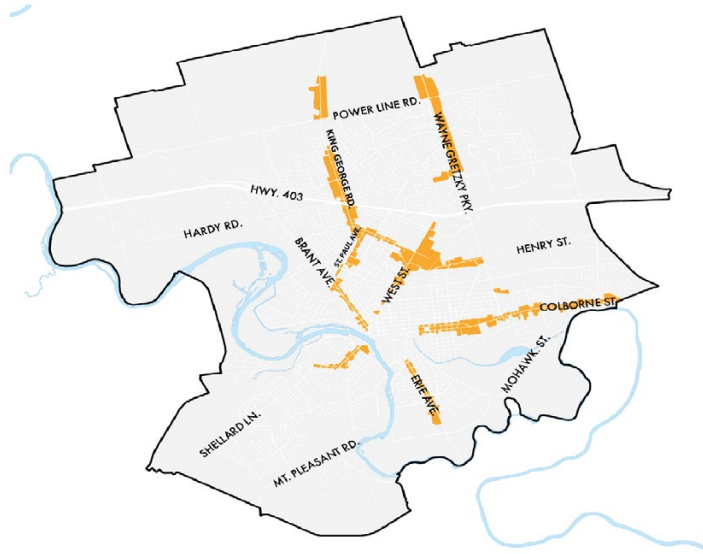 POWER LINE RD.
WAYNE GRETZKY PKY.
KING GEORGE RD.
HWY. 403
HARDY RD.
ST. PAUL AVE.
BRANT AVE.
HENRY ST.
WEST ST.
COLBORNE ST.
MOHAWK ST.
ERIE AVE.
SHELLARD LN.
MT. PLEASANT RD.